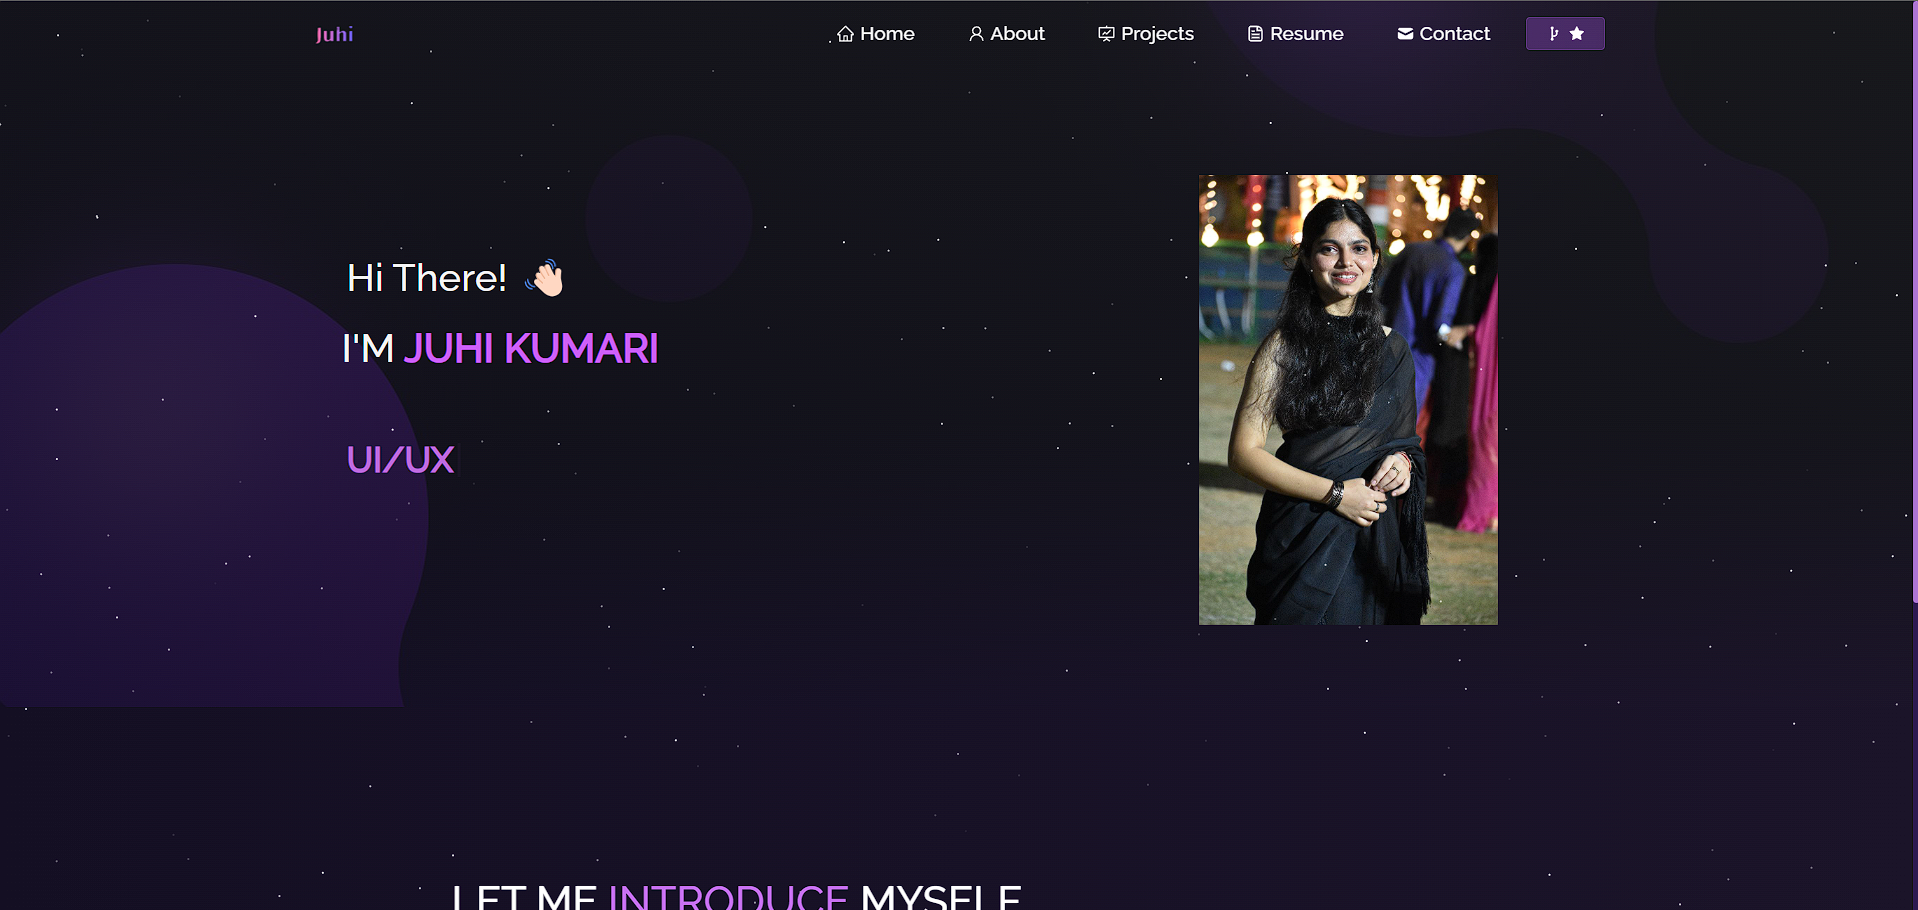 Juhi
Home About Projects Resume Contact
Hi There!
I'M JUHI KUMARI
UI/UX
LET ME INTRODUCE MYSELF